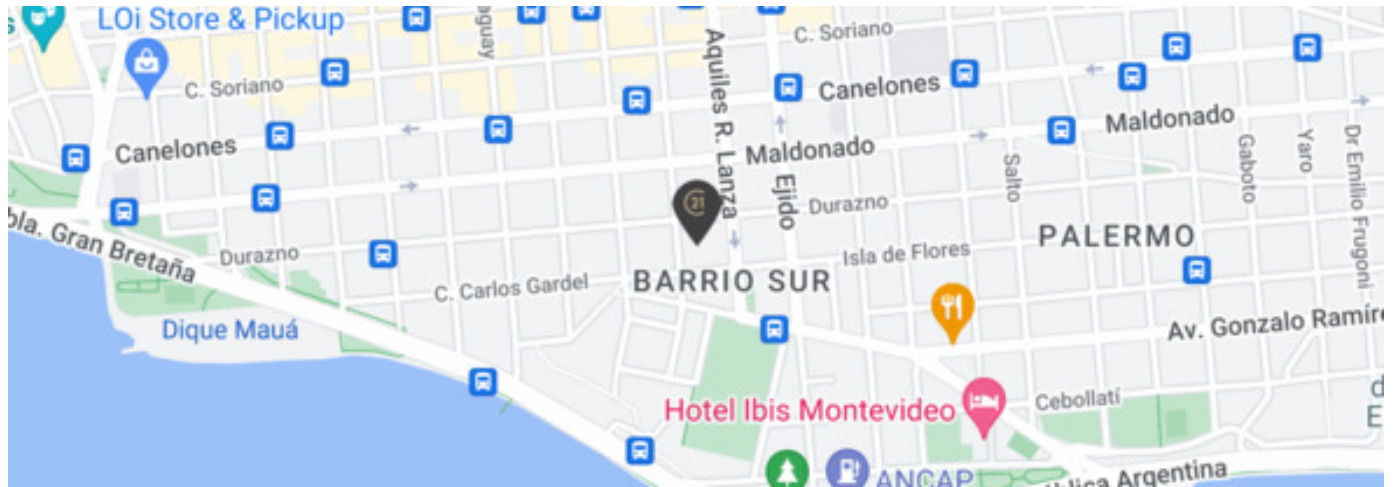 LOi Store & Pickup
C. Soriano
Canelones
Durazno
C. Carlos Gardel
Dique Mauá
Gran Bretaña
Aquiles R. Lanza
Ejido
C. Soriano
Canelones
Maldonado
Maldonado
21
Durazno
Isla de Flores
BARRIO SUR
PALERMO
Salto
Gaboto
Yaro
Dr Emilio Frugoni
Av. Gonzalo Ramír
Hotel Ibis Montevideo
Cebollatí
ANCAP
Argentina